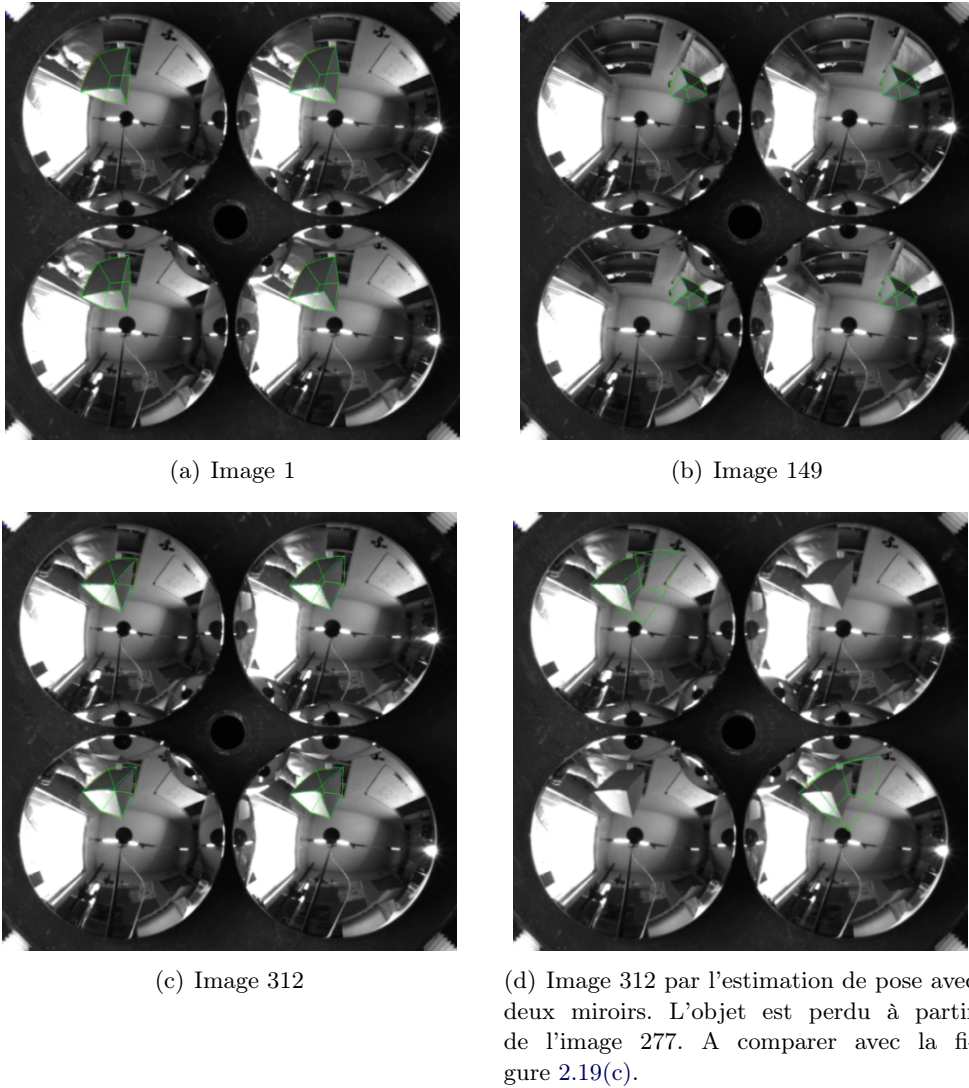 (a) Image 1
(b) Image 149
(c) Image 312
(d) Image 312 par l'estimation de pose avec
deux miroirs. L'objet est perdu à partir
de l'image 277. A comparer avec la fi-
gure 2.19(c).